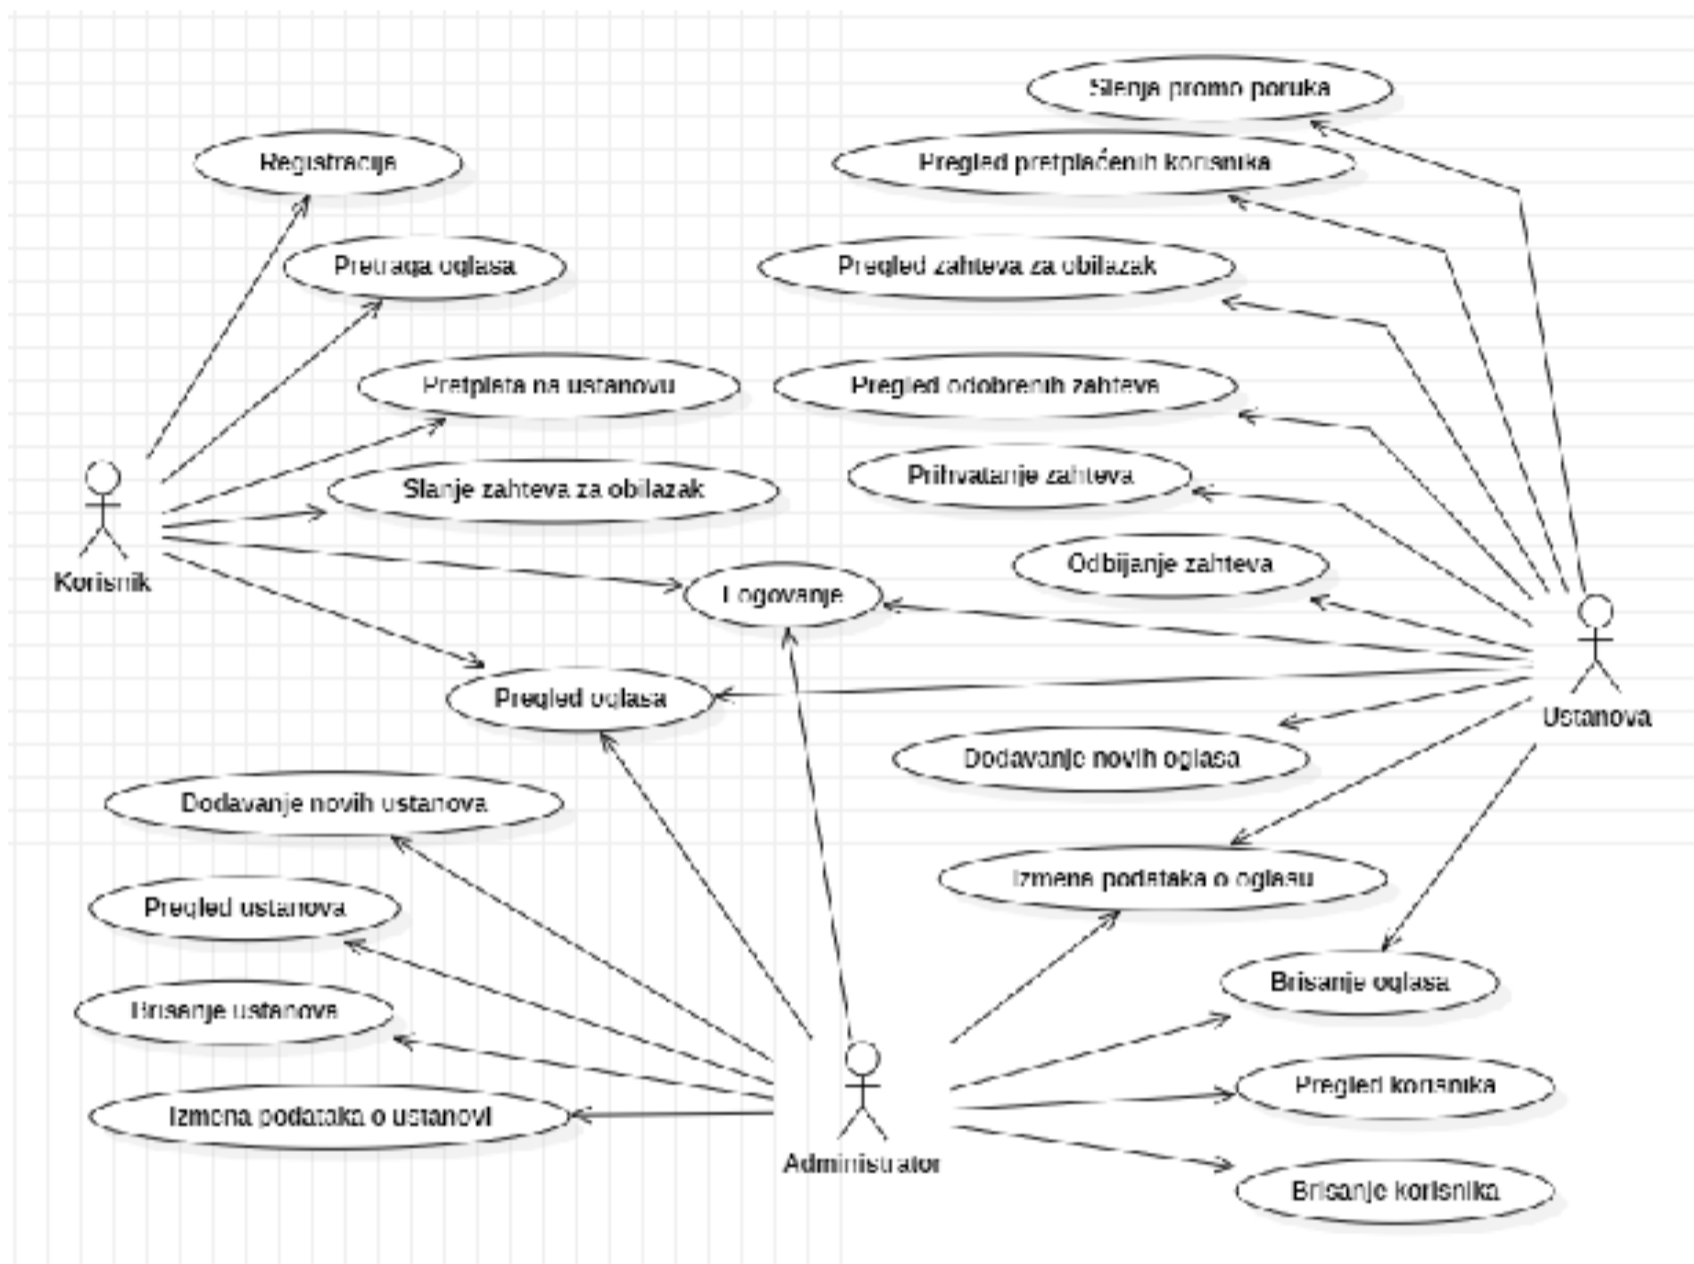 Slenja promo poruka
Registracija
Pregled pretplaćenih korisnika
Pretraga oglasa
Pregled zahteva za obilazak
Pretplata na ustanovu
Pregled odobrenih zahteva
Slanje zahteva za obilazak
Prihvatanje zahteva
Odbijanje zahteva
Korisnik
Logovanje
Pregled oglasa
Ustanova
Dodavanje novih oglasa
Dodavanje novih ustanova
Izmena podataka o oglasu
Pregled ustanova
Brisanje oglasa
Brisanje ustanova
Pregled korisnika
Izmena podataka o ustanovi
Administrator
Brisanje korisnika